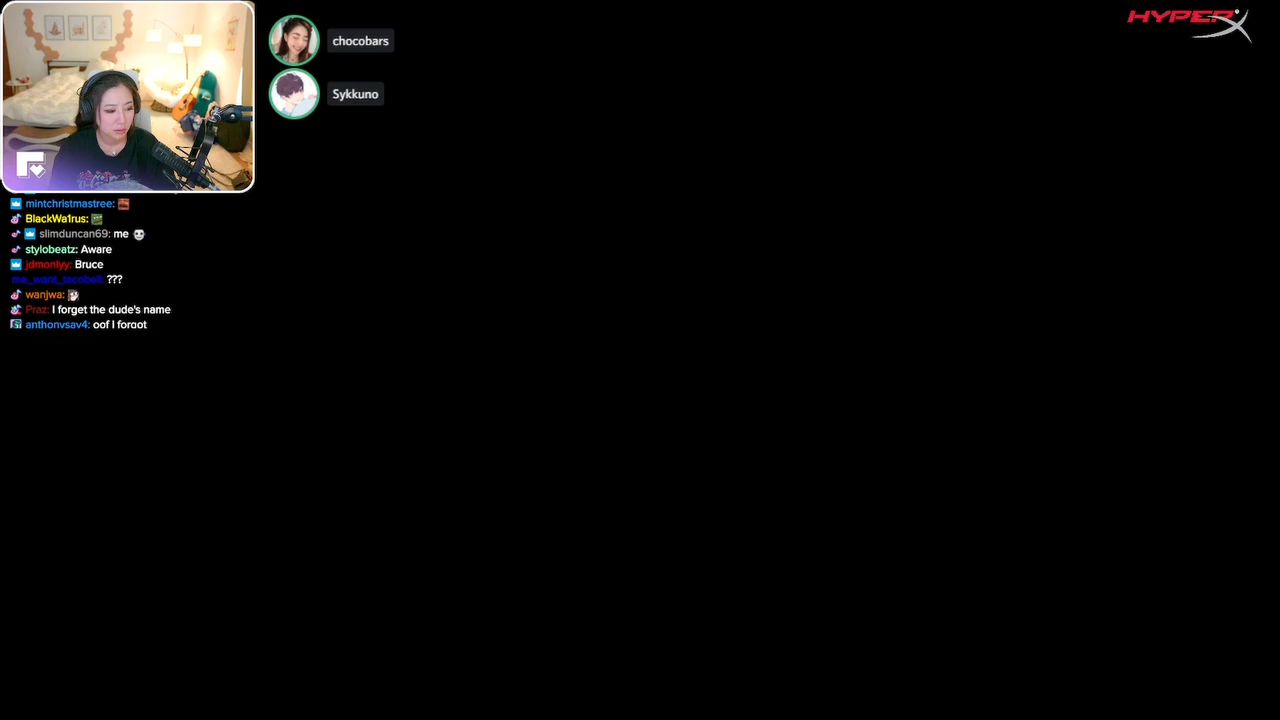 HYPERX
chocobars
Sykkuno
mintchristmastree:
BlackWa1rus:
slimduncan69: me
stylobeatz: Aware
jdmonlyy: Bruce
me_want_tacobell: ???
wanjwa:
Praz: I forget the dude's name
anthonysav4: oof I forgot